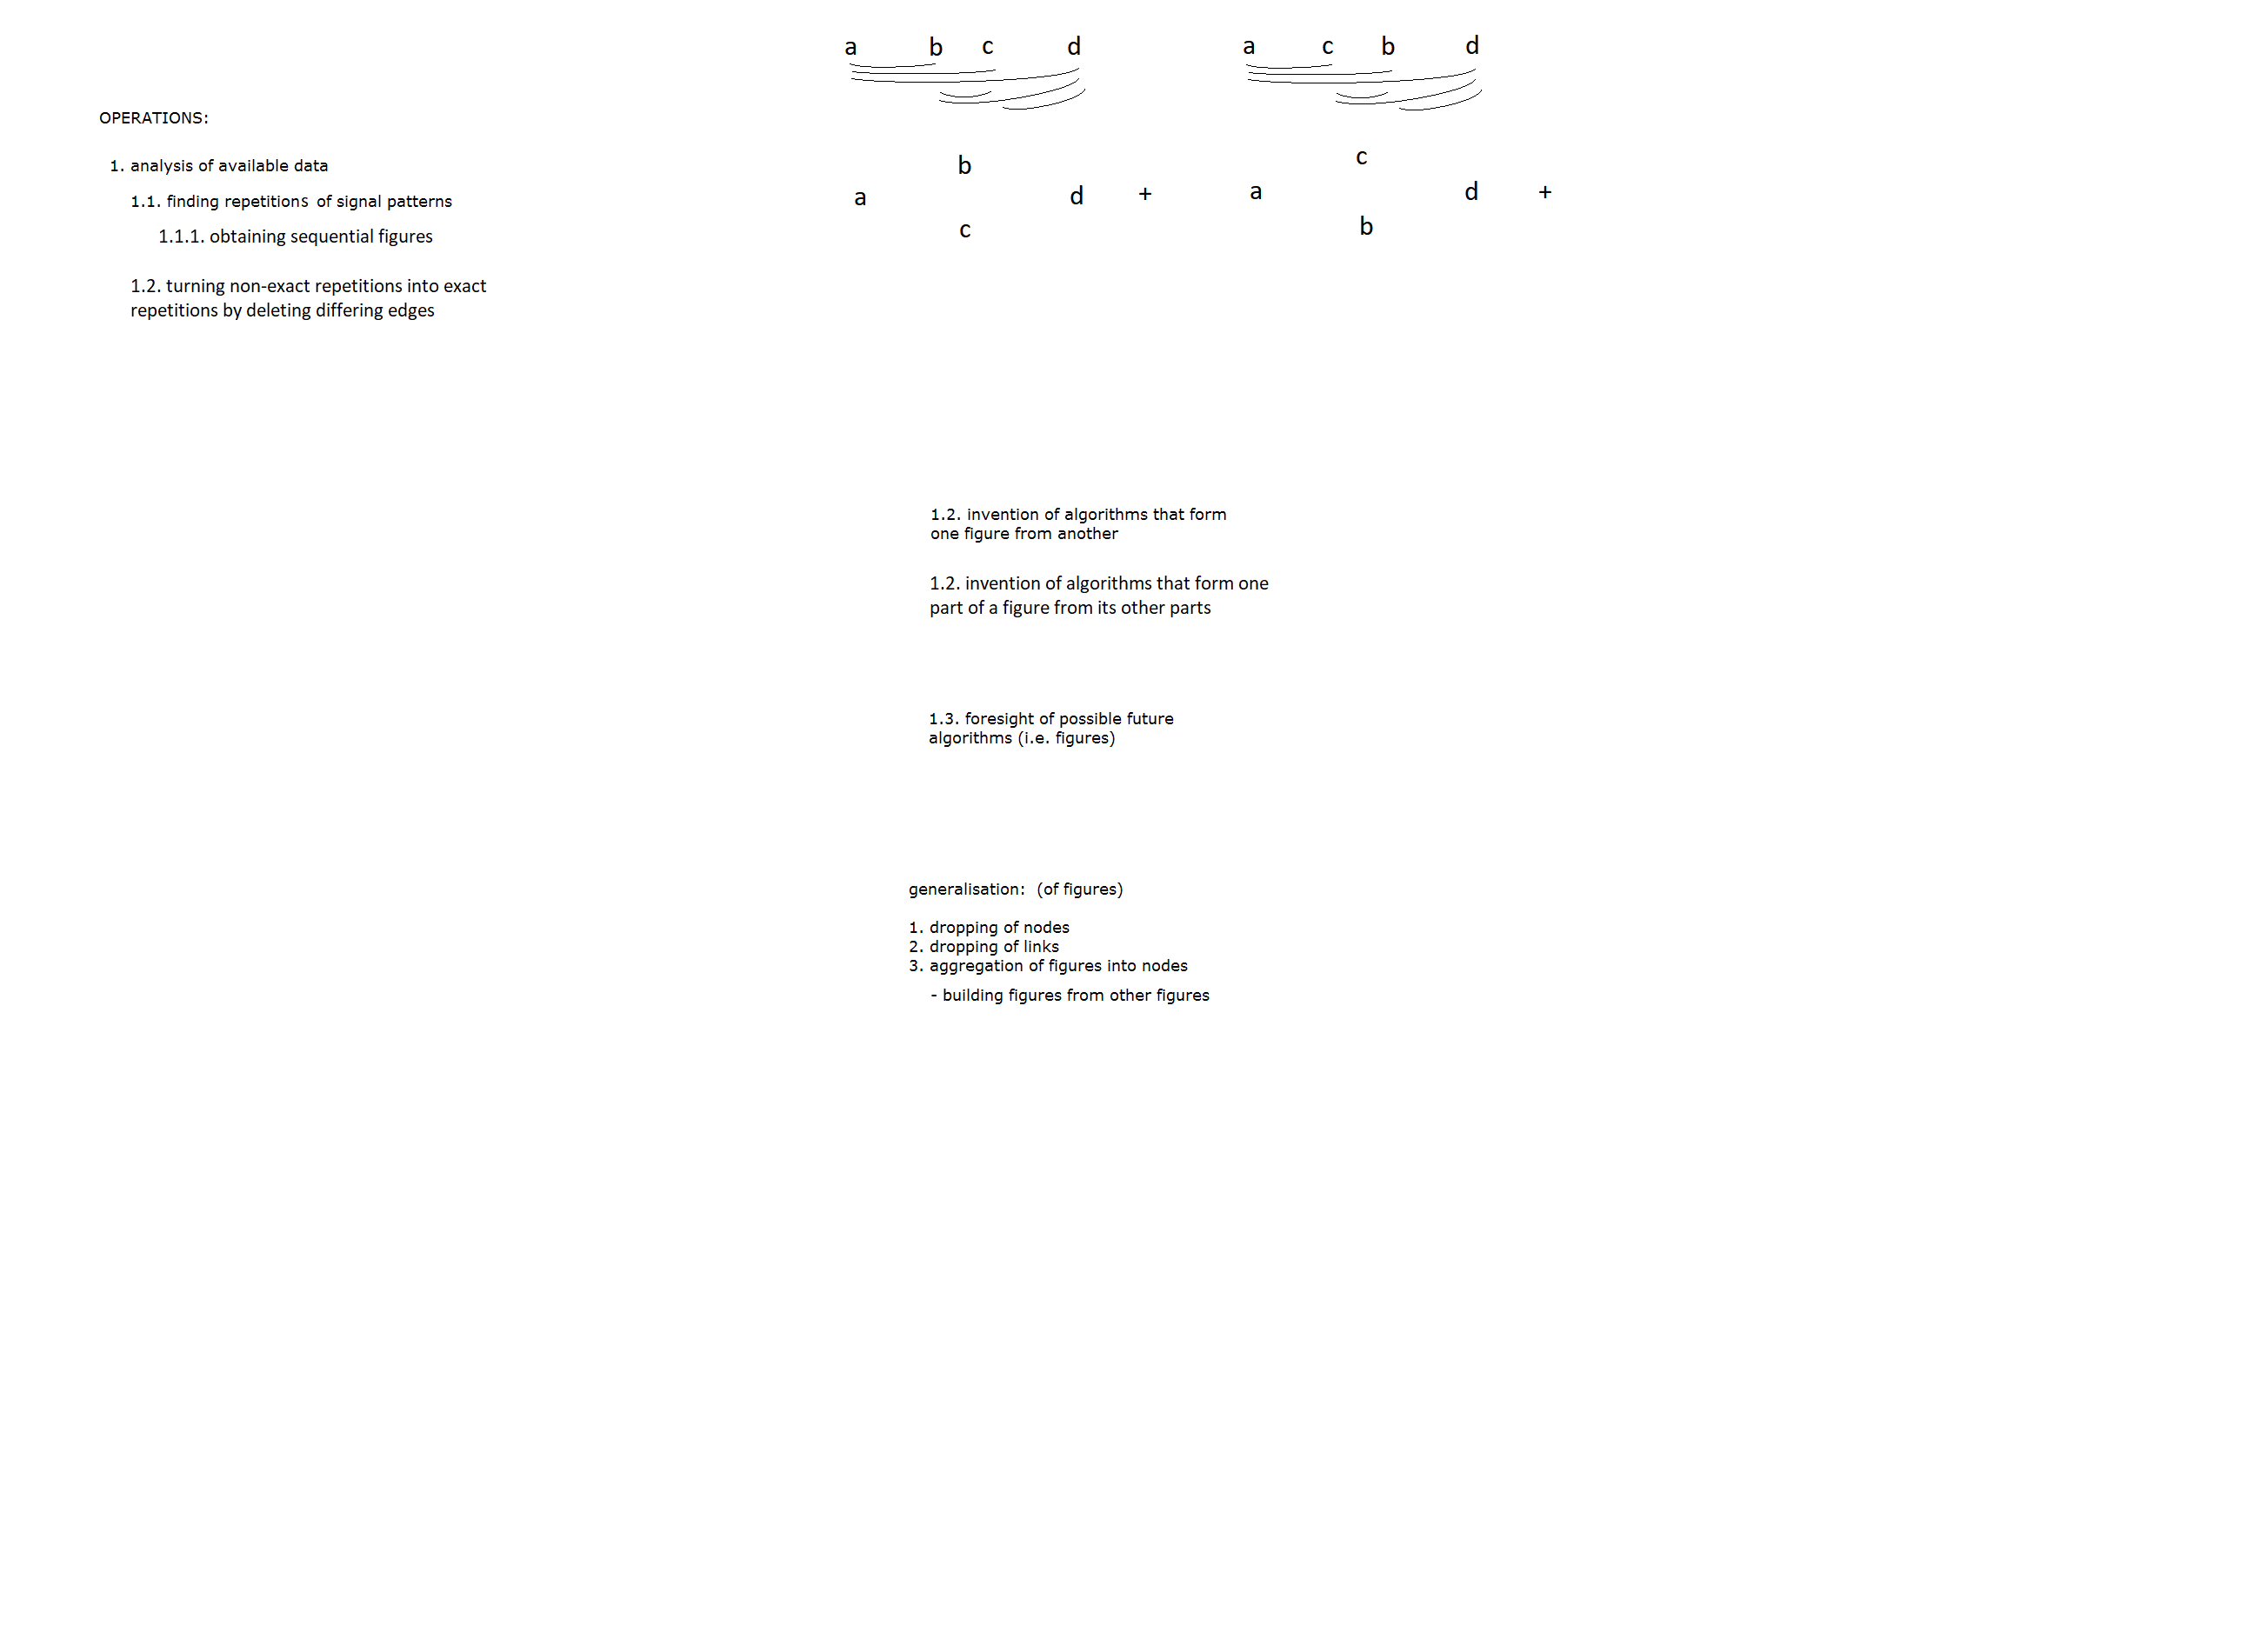 a b c d
a c b d
OPERATIONS:
1. analysis of available data
1.1. finding repetitions of signal patterns
1.1.1. obtaining sequential figures
1.2. turning non-exact repetitions into exact
repetitions by deleting differing edges
b
a d +
c
c
a d +
b
1.2. invention of algorithms that form
one figure from another
1.2. invention of algorithms that form one
part of a figure from its other parts
1.3. foresight of possible future
algorithms (i.e. figures)
generalisation: (of figures)
1. dropping of nodes
2. dropping of links
3. aggregation of figures into nodes
- building figures from other figures